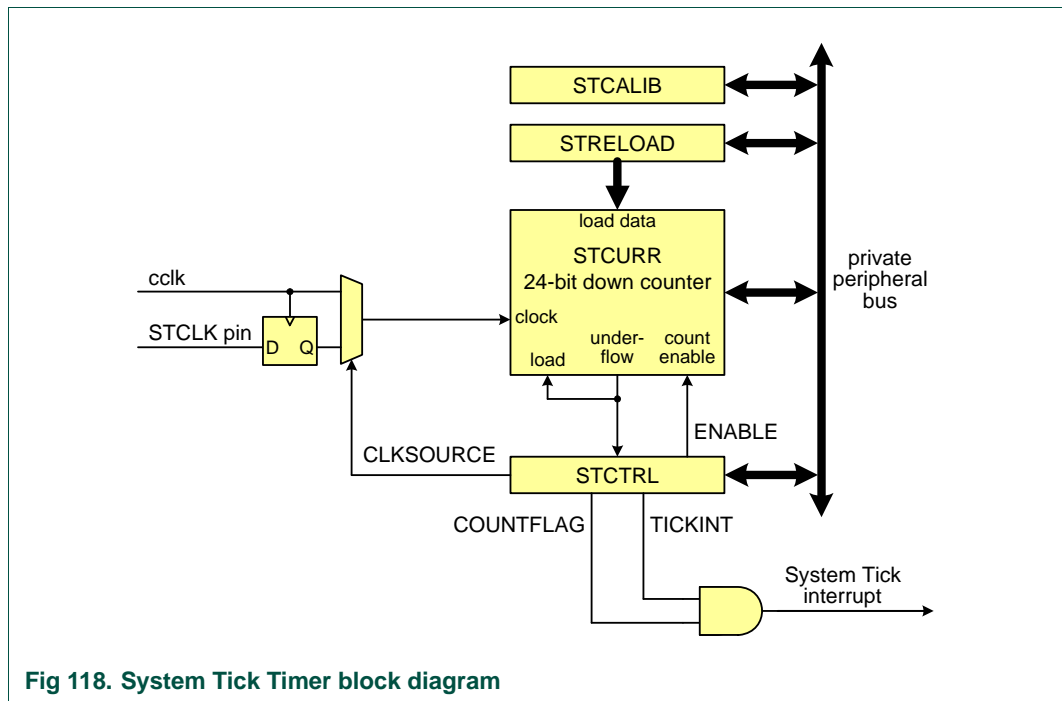 STCALIB
STRELOAD
load data
STCURR
24-bit down counter
private
peripheral
bus
cclk
STCLK pin
D Q
clock
load
under-
flow
count
enable
ENABLE
CLKSOURCE
STCTRL
COUNTFLAG
TICKINT
System Tick
interrupt
Fig 118. System Tick Timer block diagram